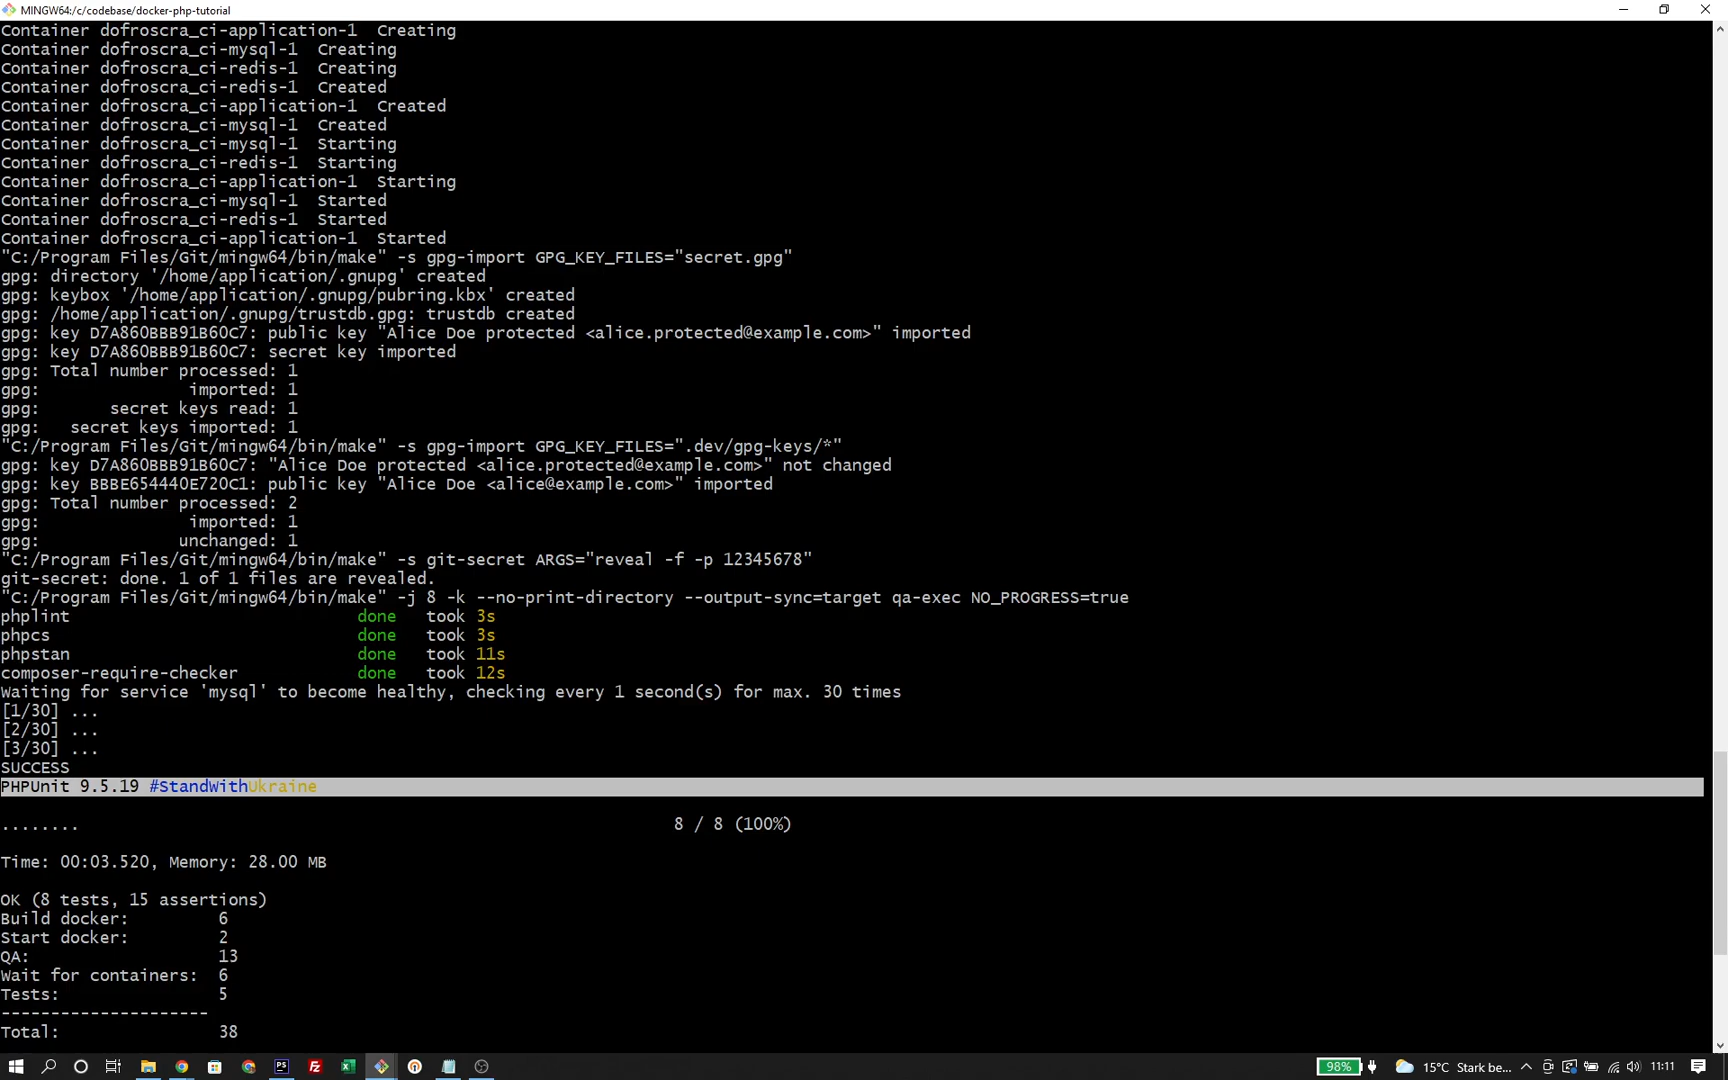 MINGW64:/c/codebase/docker-php-tutorial
Container dofroscra_ci-application-1  Creating
Container dofroscra_ci-mysql-1  Creating
Container dofroscra_ci-redis-1  Creating
Container dofroscra_ci-redis-1  Created
Container dofroscra_ci-application-1  Created
Container dofroscra_ci-mysql-1  Created
Container dofroscra_ci-mysql-1  Starting
Container dofroscra_ci-redis-1  Starting
Container dofroscra_ci-application-1  Starting
Container dofroscra_ci-mysql-1  Started
Container dofroscra_ci-redis-1  Started
Container dofroscra_ci-application-1  Started
"C:/Program Files/Git/mingw64/bin/make" -s gpg-import GPG_KEY_FILES="secret.gpg"
gpg: directory '/home/application/.gnupg' created
gpg: keybox '/home/application/.gnupg/pubring.kbx' created
gpg: /home/application/.gnupg/trustdb.gpg: trustdb created
gpg: key D7A860BBB91B60C7: public key "Alice Doe protected <alice.protected@example.com>" imported
gpg: key D7A860BBB91B60C7: secret key imported
gpg: Total number processed: 1
gpg:               imported: 1
gpg:       secret keys read: 1
gpg:   secret keys imported: 1
"C:/Program Files/Git/mingw64/bin/make" -s gpg-import GPG_KEY_FILES=".dev/gpg-keys/*"
gpg: key D7A860BBB91B60C7: "Alice Doe protected <alice.protected@example.com>" not changed
gpg: key BBBE654440E720C1: public key "Alice Doe <alice@example.com>" imported
gpg: Total number processed: 2
gpg:               imported: 1
gpg:              unchanged: 1
"C:/Program Files/Git/mingw64/bin/make" -s git-secret ARGS="reveal -f -p 12345678"
git-secret: done. 1 of 1 files are revealed.
"C:/Program Files/Git/mingw64/bin/make" -j 8 -k --no-print-directory --output-sync=target qa-exec NO_PROGRESS=true
phplint                             done   took 3s
phpcs                               done   took 3s
phpstan                             done   took 11s
composer-require-checker            done   took 12s
Waiting for service 'mysql' to become healthy, checking every 1 second(s) for max. 30 times
[1/30] ...
[2/30] ...
[3/30] ...
SUCCESS
PHPUnit 9.5.19 #StandWithUkraine
........                                                            8 / 8 (100%)
Time: 00:03.520, Memory: 28.00 MB
OK (8 tests, 15 assertions)
Build docker:         6
Start docker:         2
QA:                   13
Wait for containers:  6
Tests:                5
---------------------
Total:                38
98% 15°C Stark be... 11:11